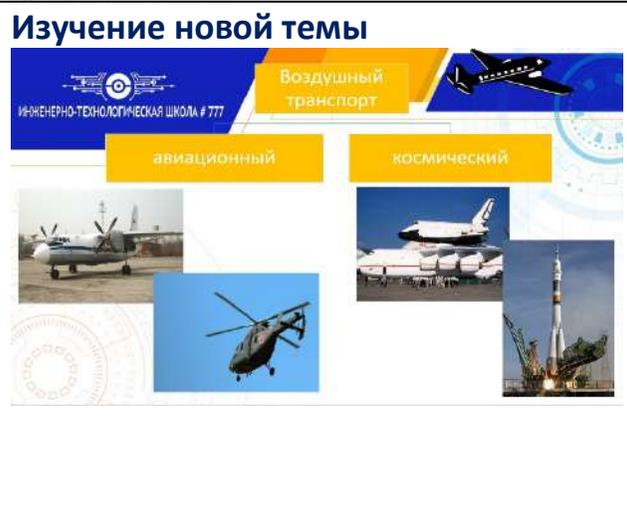 Изучение новой темы
ИНЖЕНЕРНО-ТЕХНОЛОГИЧЕСКАЯ ШКОЛА # 777
Воздушный
транспорт
авиационный
космический